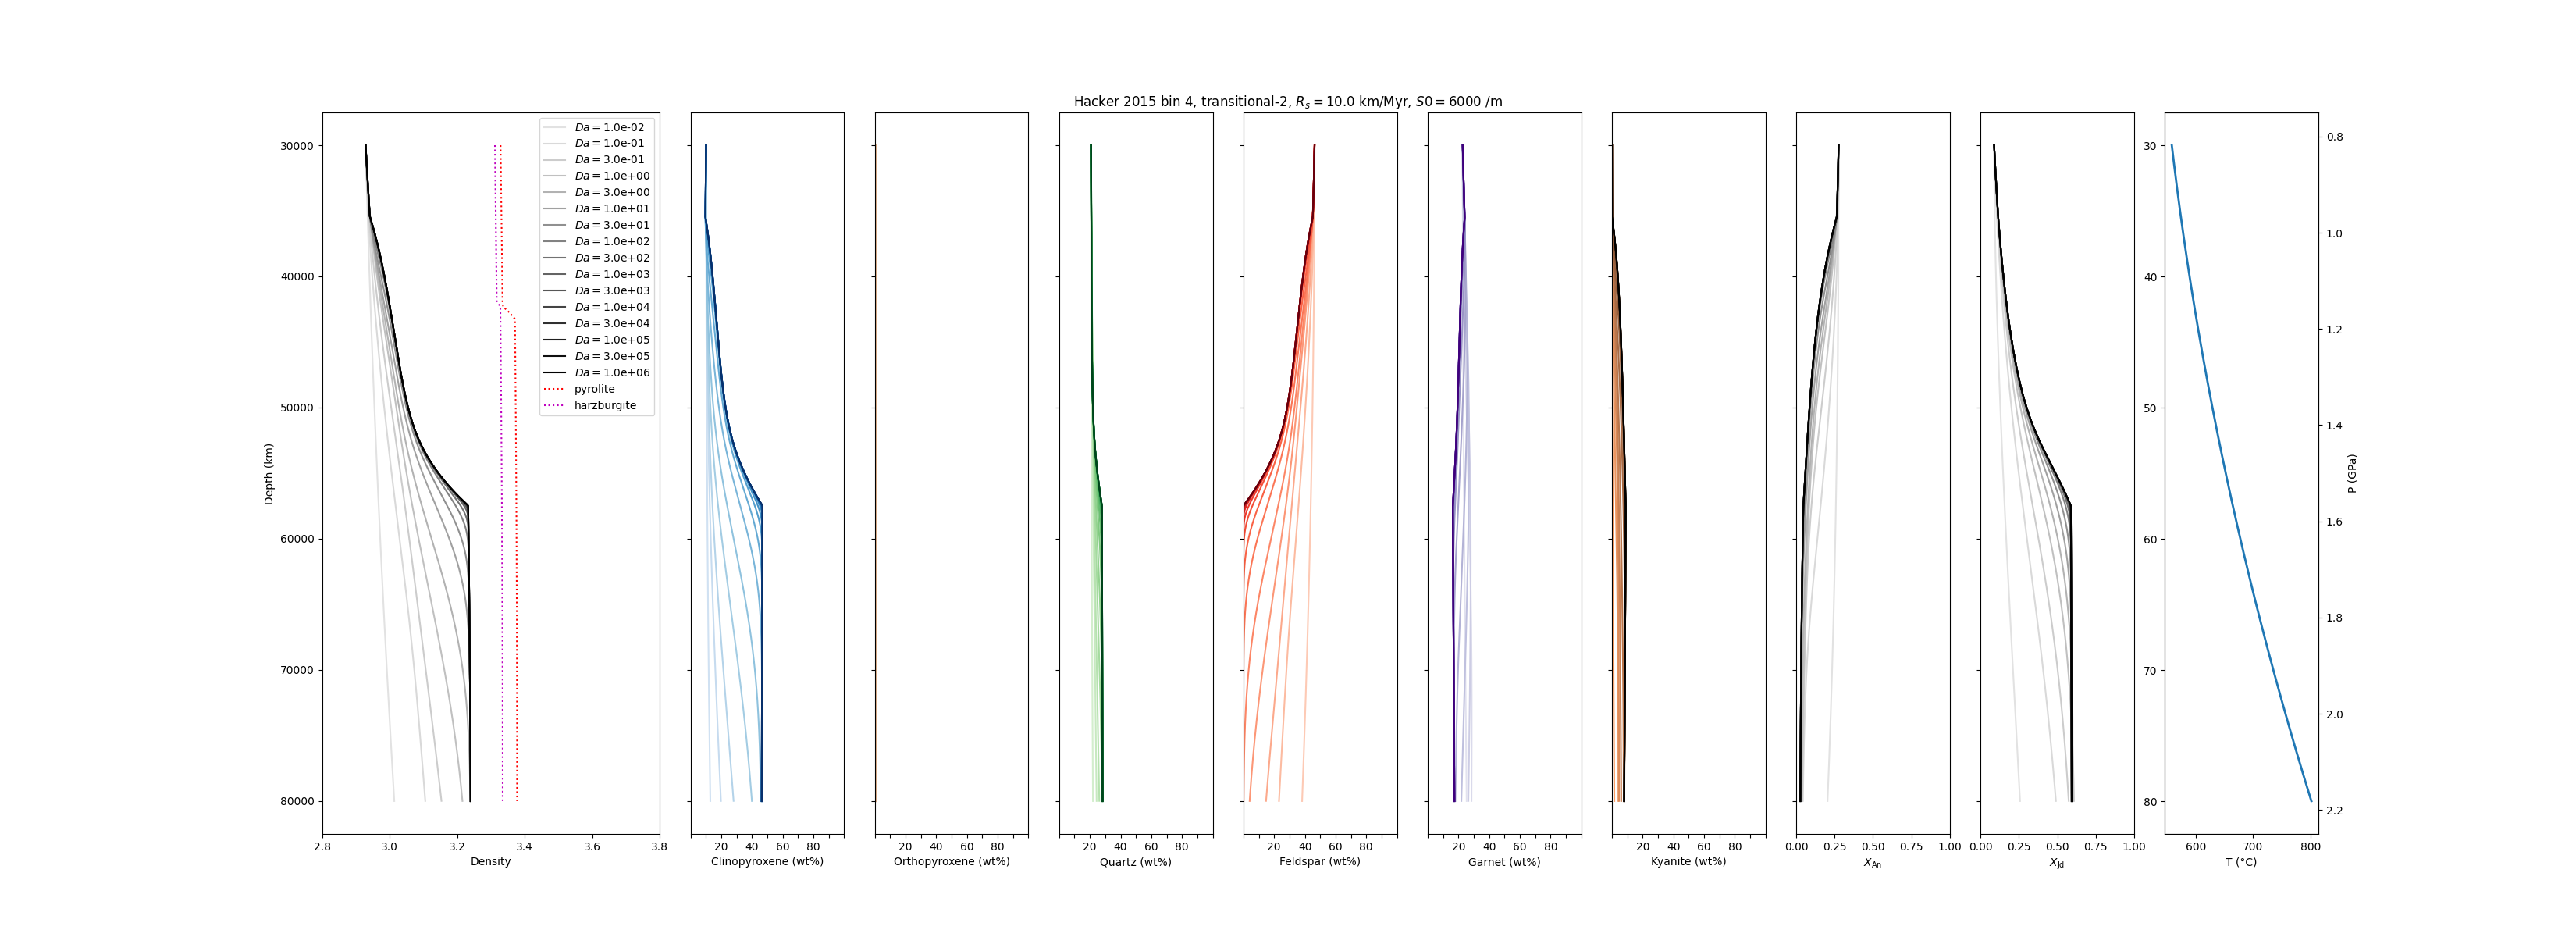 Hacker 2015 bin 4, transitional-2, R_s = 10.0 km/Myr, S0 = 6000 /m
Da = 1.0e-02
Da = 1.0e-01
Da = 3.0e-01
Da = 1.0e+00
Da = 3.0e+00
Da = 1.0e+01
Da = 3.0e+01
Da = 1.0e+02
Da = 3.0e+02
Da = 1.0e+03
Da = 3.0e+03
Da = 1.0e+04
Da = 3.0e+04
Da = 1.0e+05
Da = 3.0e+05
Da = 1.0e+06
pyrolite
harzburgite
Depth (km)
30000
40000
50000
60000
70000
80000
2.8 3.0 3.2 3.4 3.6 3.8
Density
20 40 60 80
Clinopyroxene (wt%)
Orthopyroxene (wt%)
20 40 60 80
Quartz (wt%)
20 40 60 80
Feldspar (wt%)
20 40 60 80
Garnet (wt%)
20 40 60 80
Kyanite (wt%)
0.00 0.25 0.50 0.75 1.00
X_An
0.00 0.25 0.50 0.75 1.00
X_Jd
30
40
50
60
70
80
600 700 800
T (°C)
0.8
1.0
1.2
1.4
1.6
1.8
2.0
2.2
P (GPa)